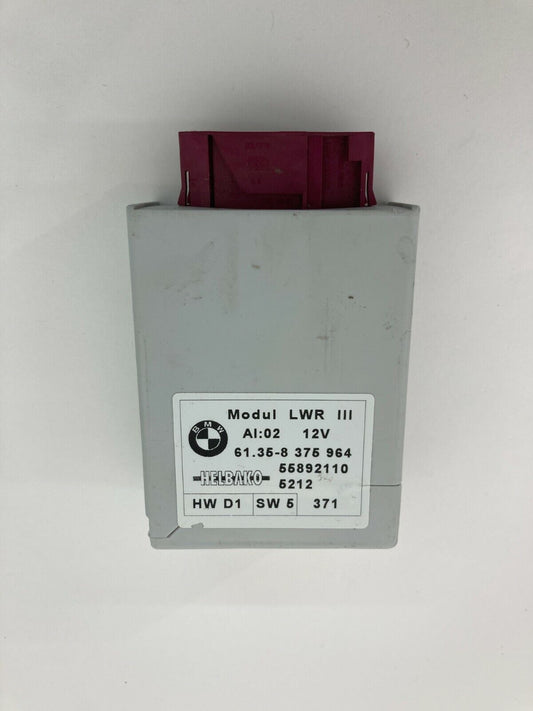 BMW
Modul LWR III
AI:02 12V
61.35-8 375 964
55892110
HELBAKO 5212
HW D1 SW 5 371